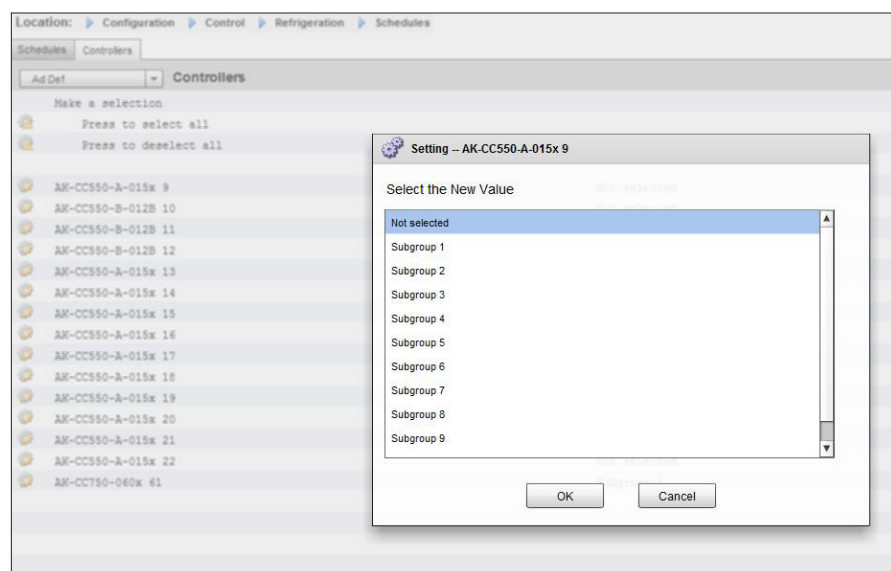 Location: Configuration Control Refrigeration Schedules
Schedules Controllers
Ad Def Controllers
Make a selection
Press to select all
Press to deselect all
Setting -- AK-CC550-A-015x 9
Select the New Value
AK-CC550-A-015x 9 Not selected
AK-CC550-B-012B 10
AK-CC550-B-012B 11
AK-CC550-B-012B 12
AK-CC550-A-015x 13
AK-CC550-A-015x 14
AK-CC550-A-015x 15
AK-CC550-A-015x 16
AK-CC550-A-015x 17
AK-CC550-A-015x 18
AK-CC550-A-015x 19
AK-CC550-A-015x 20
AK-CC550-A-015x 21
AK-CC550-A-015x 22
AK-CC750-060x 61
Not selected
Subgroup 1
Subgroup 2
Subgroup 3
Subgroup 4
Subgroup 5
Subgroup 6
Subgroup 7
Subgroup 8
Subgroup 9
OK Cancel